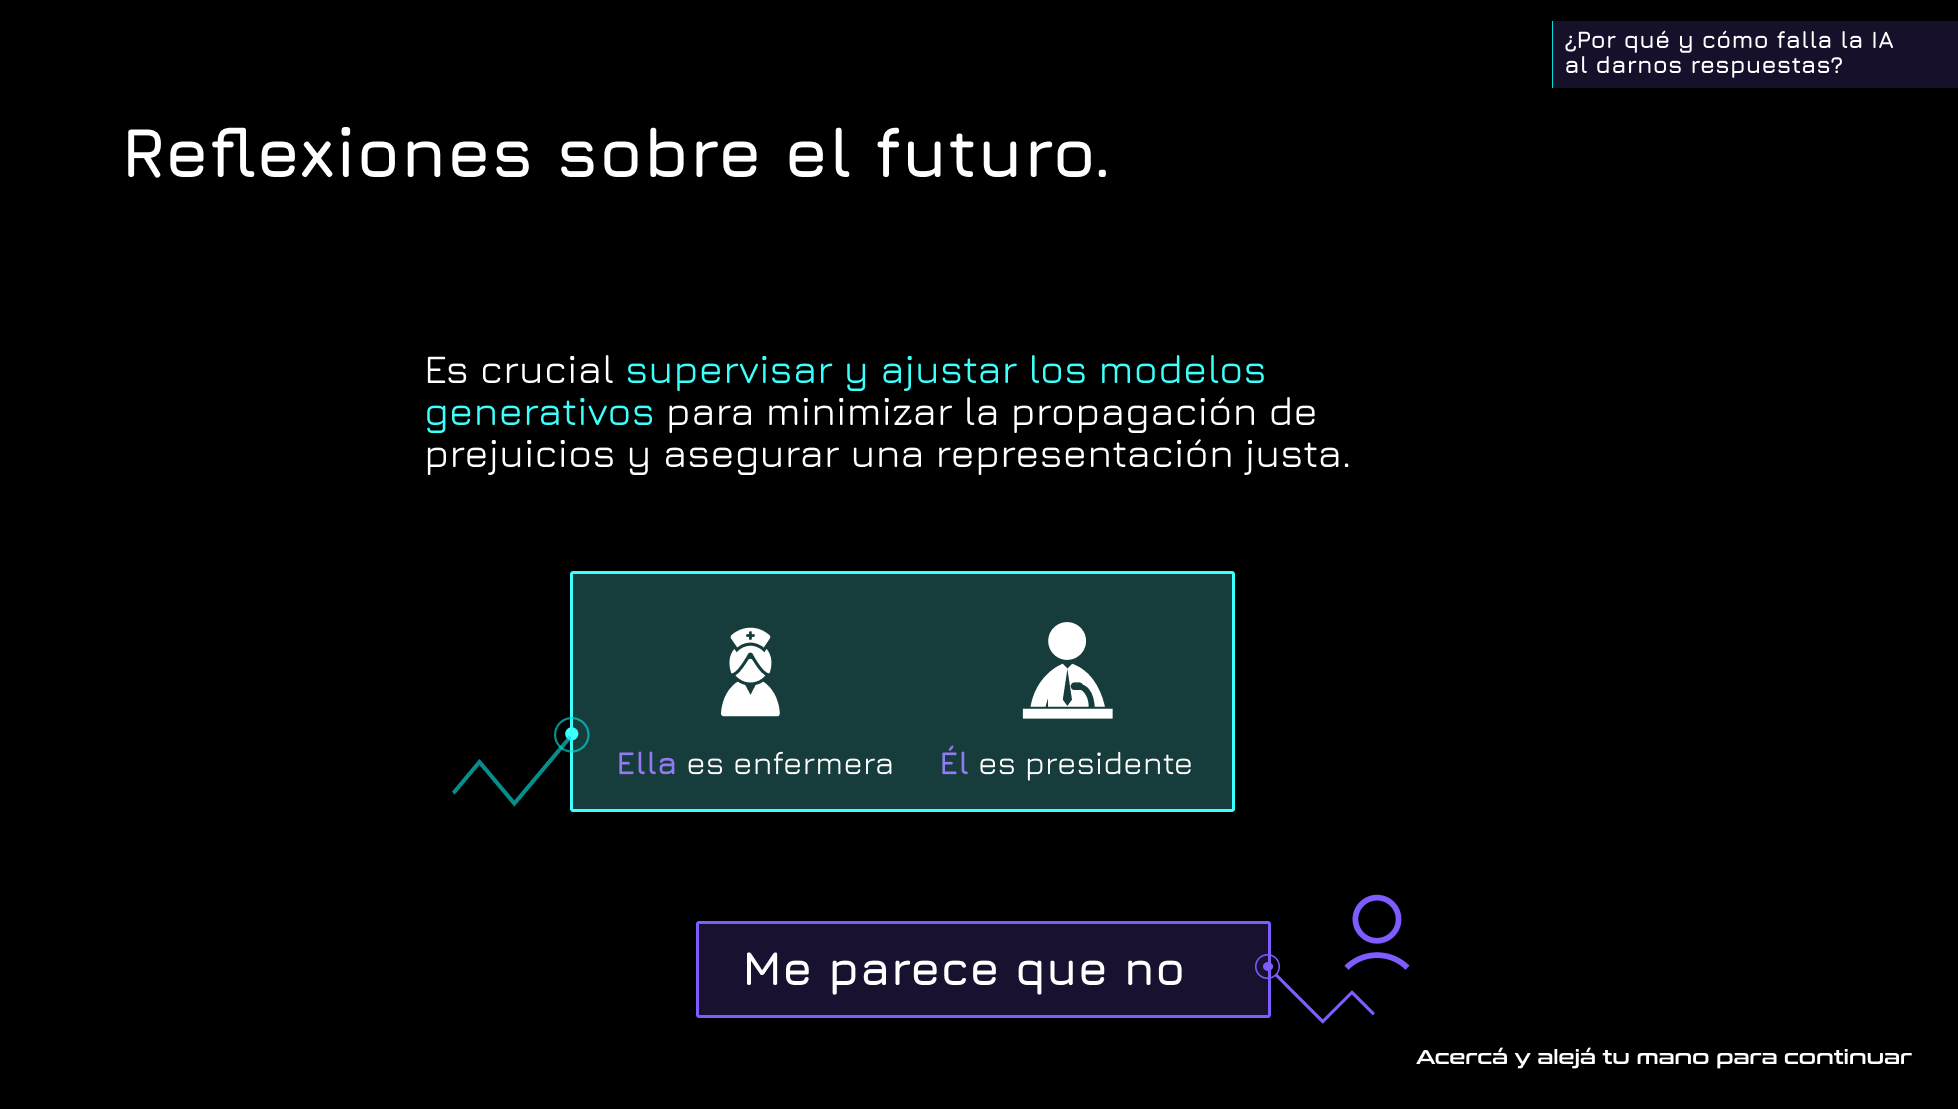 ¿Por qué y cómo falla la IA
al darnos respuestas?
Reflexiones sobre el futuro.
Es crucial supervisar y ajustar los modelos
generativos para minimizar la propagación de
prejuicios y asegurar una representación justa.
Ella es enfermera
Él es presidente
Me parece que no
Acercá y alejá tu mano para continuar